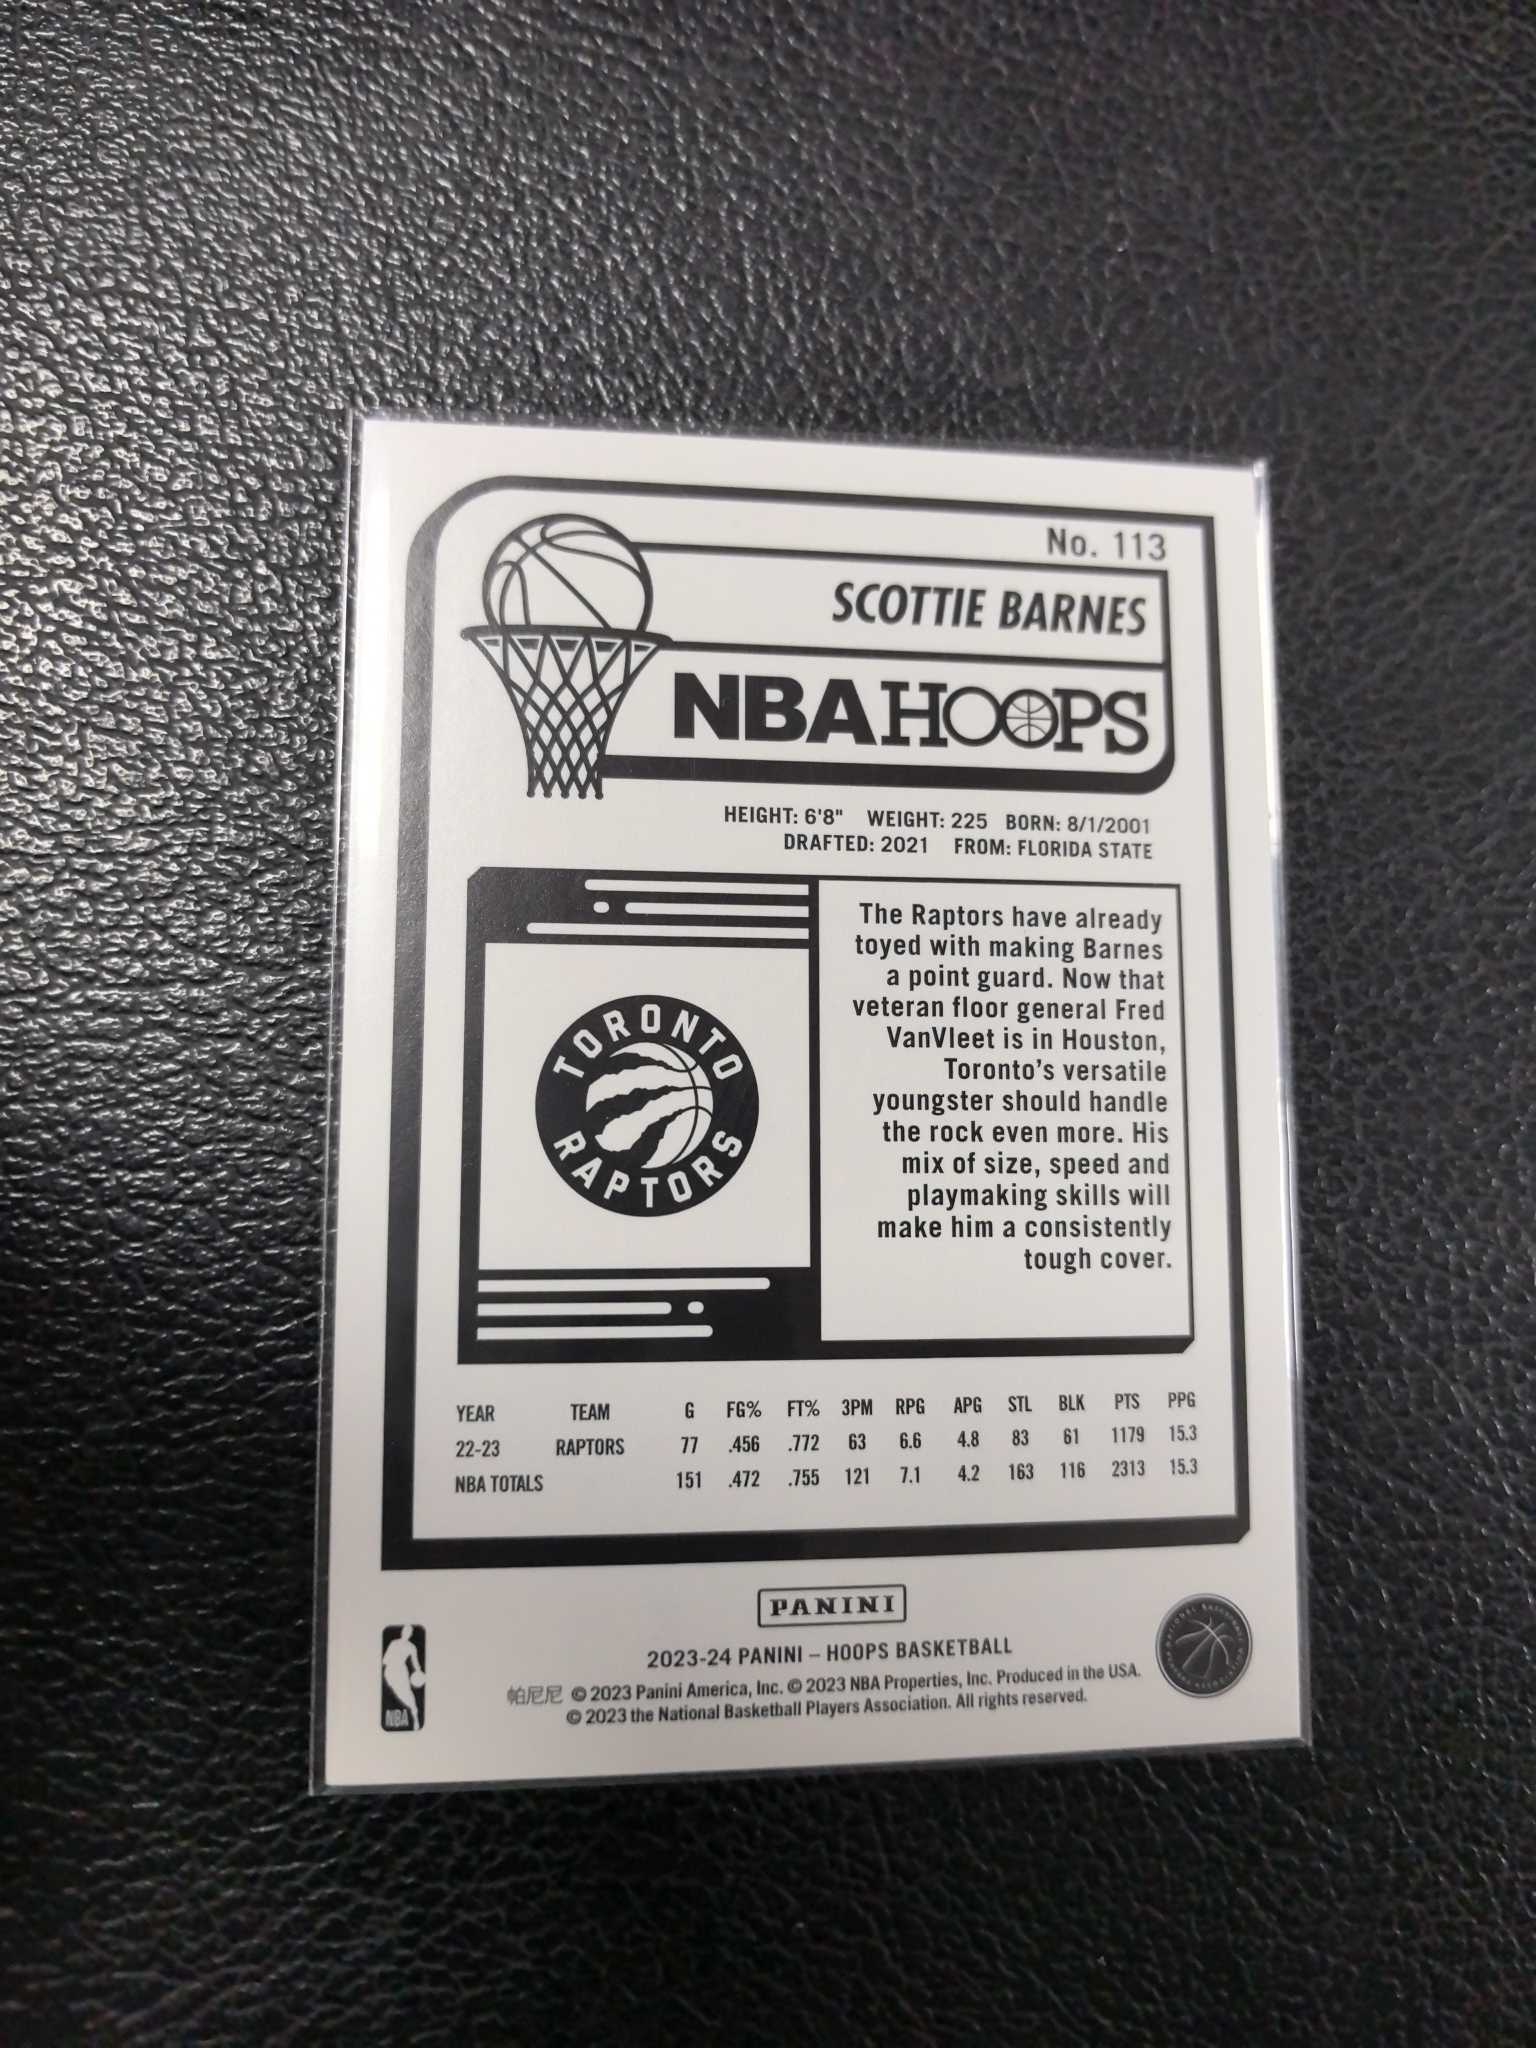 No. 113
SCOTTIE BARNES
NBA HOOPS
HEIGHT: 6'8" WEIGHT: 225 BORN: 8/1/2001
DRAFTED: 2021 FROM: FLORIDA STATE
The Raptors have already
toyed with making Barnes
a point guard. Now that
veteran floor general Fred
VanVleet is in Houston,
Toronto's versatile
youngster should handle
the rock even more. His
mix of size, speed and
playmaking skills will
make him a consistently
tough cover.
TORONTO
RAPTORS
YEAR TEAM G FG% FT% 3PM RPG APG STL BLK PTS PPG
22-23 RAPTORS 77 .456 .772 63 6.6 4.8 83 61 1179 15.3
NBA TOTALS 151 .472 .755 121 7.1 4.2 163 116 2313 15.3
PANINI
2023-24 PANINI – HOOPS BASKETBALL
帕尼尼 © 2023 Panini America, Inc. © 2023 NBA Properties, Inc. Produced in the USA.
© 2023 the National Basketball Players Association. All rights reserved.
NBA